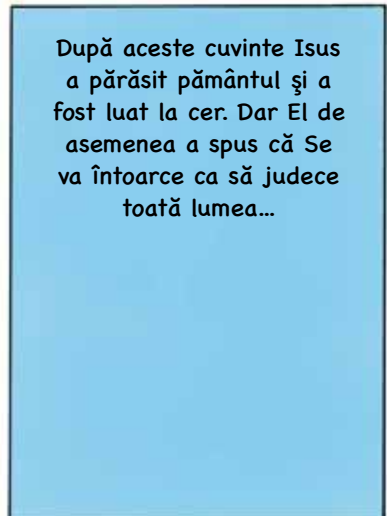 După aceste cuvinte Isus
a părăsit pământul şi a
fost luat la cer. Dar El de
asemenea a spus că Se
va întoarce ca să judece
toată lumea...